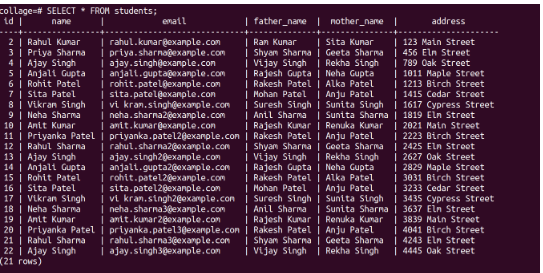 collage=# SELECT * FROM students;
 id |      name       |           email              | father_name  | mother_name   |      address
----+-----------------+------------------------------+--------------+---------------+---------------------
  2 | Rahul Kumar     | rahul.kumar@example.com      | Ram Kumar    | Sita Kumar    | 123 Main Street
  3 | Priya Sharma    | priya.sharma@example.com     | Shyam Sharma | Geeta Sharma  | 456 Elm Street
  4 | Ajay Singh      | ajay.singh@example.com       | Vijay Singh  | Rekha Singh   | 789 Oak Street
  5 | Anjali Gupta    | anjali.gupta@example.com     | Rajesh Gupta | Neha Gupta    | 1011 Maple Street
  6 | Rohit Patel     | rohit.patel@example.com      | Rakesh Patel | Alka Patel    | 1213 Birch Street
  7 | Sita Patel      | sita.patel@example.com       | Mohan Patel  | Anju Patel    | 1415 Cedar Street
  8 | Vikram Singh    | vi kram.singh@example.com    | Suresh Singh | Sunita Singh  | 1617 Cypress Street
  9 | Neha Sharma     | neha.sharma2@example.com     | Anil Sharma  | Sunita Sharma | 1819 Elm Street
 10 | Amit Kumar      | amit.kumar@example.com       | Rajesh Kumar | Renuka Kumar  | 2021 Main Street
 11 | Priyanka Patel  | priyanka.patel2@example.com  | Rakesh Patel | Anju Patel    | 2223 Birch Street
 12 | Rahul Sharma    | rahul.sharma2@example.com    | Shyam Sharma | Geeta Sharma  | 2425 Elm Street
 13 | Ajay Singh      | ajay.singh2@example.com      | Vijay Singh  | Rekha Singh   | 2627 Oak Street
 14 | Anjali Gupta    | anjali.gupta2@example.com    | Rajesh Gupta | Neha Gupta    | 2829 Maple Street
 15 | Rohit Patel     | rohit.patel2@example.com     | Rakesh Patel | Alka Patel    | 3031 Birch Street
 16 | Sita Patel      | sita.patel2@example.com      | Mohan Patel  | Anju Patel    | 3233 Cedar Street
 17 | Vikram Singh    | vi kram.singh2@example.com   | Suresh Singh | Sunita Singh  | 3435 Cypress Street
 18 | Neha Sharma     | neha.sharma3@example.com     | Anil Sharma  | Sunita Sharma | 3637 Elm Street
 19 | Amit Kumar      | amit.kumar2@example.com      | Rajesh Kumar | Renuka Kumar  | 3839 Main Street
 20 | Priyanka Patel  | priyanka.patel3@example.com  | Rakesh Patel | Anju Patel    | 4041 Birch Street
 21 | Rahul Sharma    | rahul.sharma3@example.com    | Shyam Sharma | Geeta Sharma  | 4243 Elm Street
 22 | Ajay Singh      | ajay.singh3@example.com      | Vijay Singh  | Rekha Singh   | 4445 Oak Street
(21 rows)